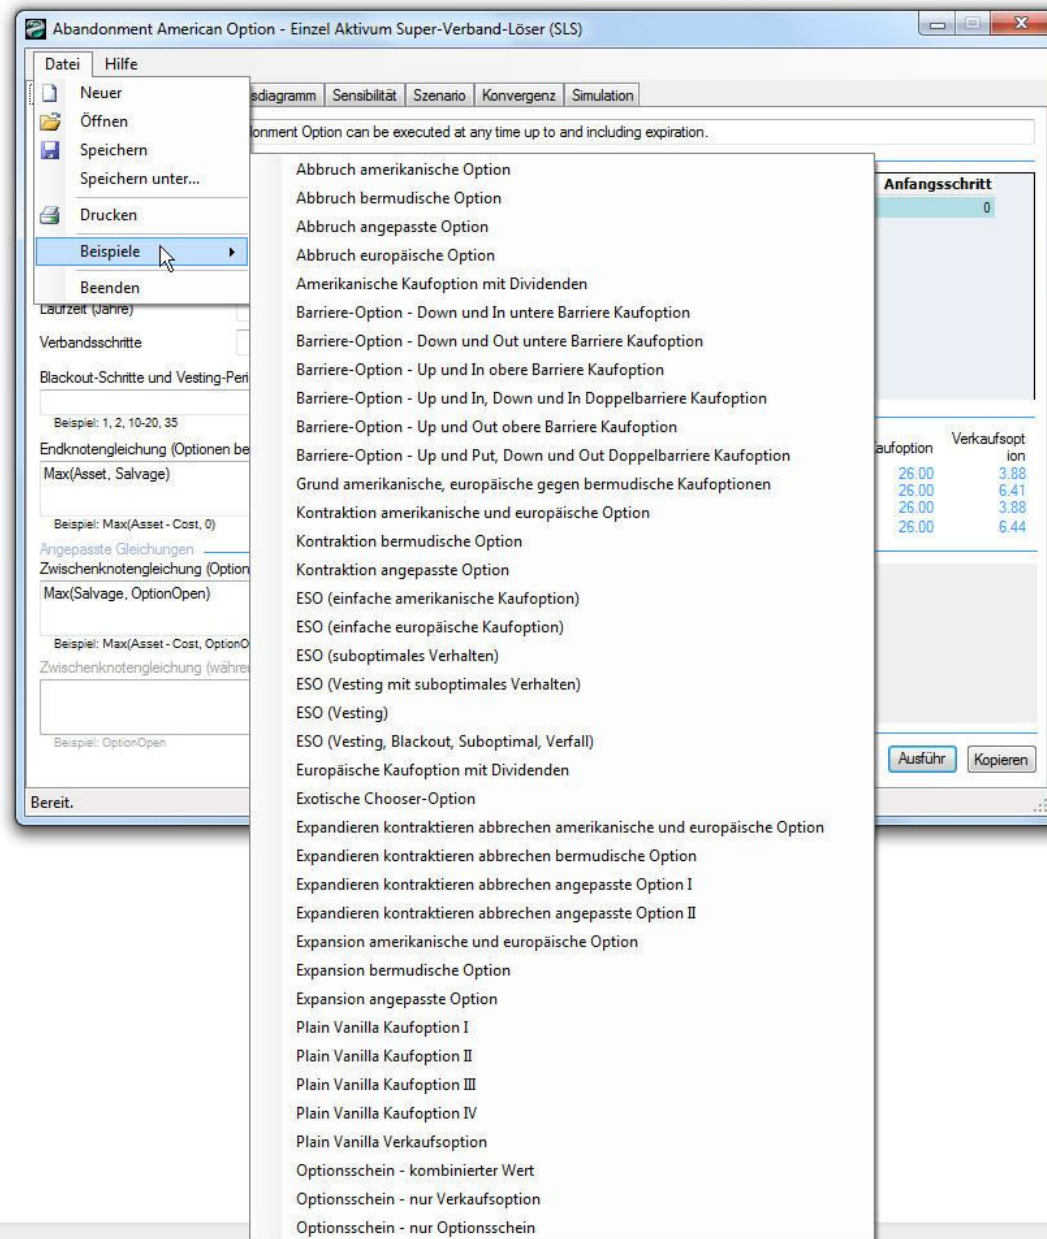 Abandonment American Option - Einzel Aktivum Super-Verband-Löser (SLS)
Datei Hilfe
Neuer
Öffnen
Speichern
Speichern unter...
Drucken
Beispiele
Beenden
sdiagramm Sensibilität Szenario Konvergenz Simulation
onment Option can be executed at any time up to and including expiration.
Abbruch amerikanische Option
Abbruch bermudische Option
Abbruch angepasste Option
Abbruch europäische Option
Amerikanische Kaufoption mit Dividenden
Barriere-Option - Down und In untere Barriere Kaufoption
Barriere-Option - Down und Out untere Barriere Kaufoption
Barriere-Option - Up und In obere Barriere Kaufoption
Barriere-Option - Up und In, Down und In Doppelbarriere Kaufoption
Barriere-Option - Up und Out obere Barriere Kaufoption
Barriere-Option - Up und Put, Down und Out Doppelbarriere Kaufoption
Grund amerikanische, europäische gegen bermudische Kaufoptionen
Kontraktion amerikanische und europäische Option
Kontraktion bermudische Option
Kontraktion angepasste Option
ESO (einfache amerikanische Kaufoption)
ESO (einfache europäische Kaufoption)
ESO (suboptimales Verhalten)
ESO (Vesting mit suboptimales Verhalten)
ESO (Vesting)
ESO (Vesting, Blackout, Suboptimal, Verfall)
Europäische Kaufoption mit Dividenden
Exotische Chooser-Option
Expandieren kontraktieren abbrechen amerikanische und europäische Option
Expandieren kontraktieren abbrechen bermudische Option
Expandieren kontraktieren abbrechen angepasste Option I
Expandieren kontraktieren abbrechen angepasste Option II
Expansion amerikanische und europäische Option
Expansion bermudische Option
Expansion angepasste Option
Plain Vanilla Kaufoption I
Plain Vanilla Kaufoption II
Plain Vanilla Kaufoption III
Plain Vanilla Kaufoption IV
Plain Vanilla Verkaufsoption
Optionsschein - kombinierter Wert
Optionsschein - nur Verkaufsoption
Optionsschein - nur Optionsschein
Laufzeit (Jahre)
Verbandsschritte
Blackout-Schritte und Vesting-Peri
Beispiel: 1, 2, 10-20, 35
Endknotengleichung (Optionen be
Max(Asset, Salvage)
Beispiel: Max(Asset - Cost, 0)
Angepasste Gleichungen
Zwischenknotengleichung (Option
Max(Salvage, OptionOpen)
Beispiel: Max(Asset - Cost, OptionO
Zwischenknotengleichung (währe
Beispiel: OptionOpen
Bereit.
Anfangsschritt
0
aufoption Verkaufsopt
ion
26.00 3.88
26.00 6.41
26.00 3.88
26.00 6.44
Ausführ Kopieren